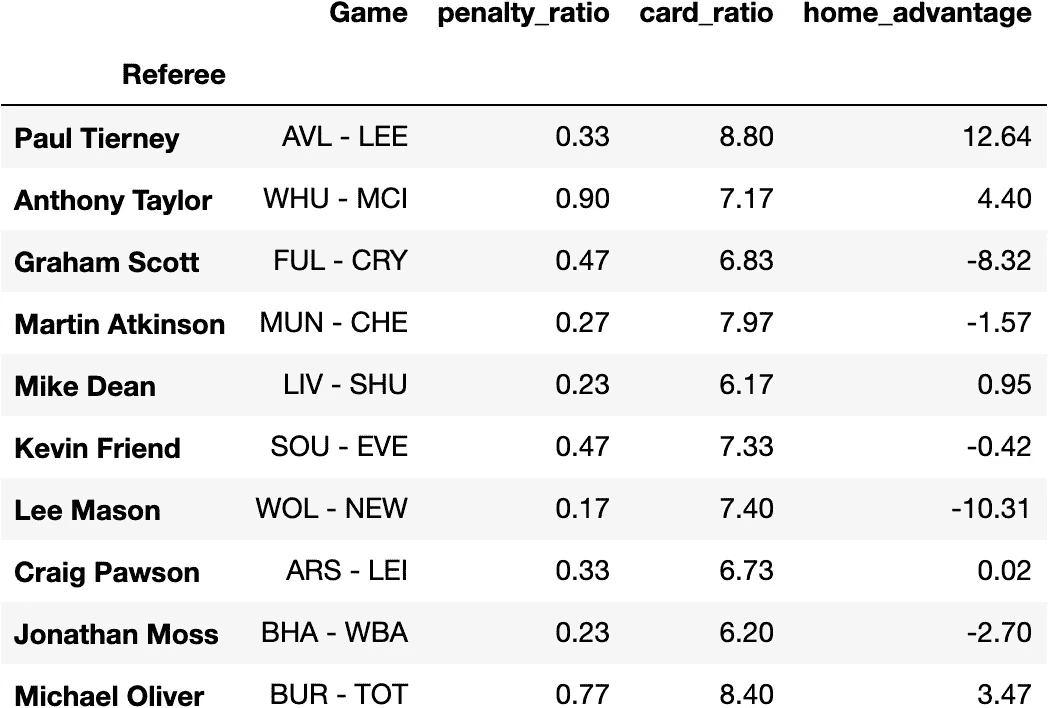 Game penalty_ratio card_ratio home_advantage
Referee
Paul Tierney AVL - LEE 0.33 8.80 12.64
Anthony Taylor WHU - MCI 0.90 7.17 4.40
Graham Scott FUL - CRY 0.47 6.83 -8.32
Martin Atkinson MUN - CHE 0.27 7.97 -1.57
Mike Dean LIV - SHU 0.23 6.17 0.95
Kevin Friend SOU - EVE 0.47 7.33 -0.42
Lee Mason WOL - NEW 0.17 7.40 -10.31
Craig Pawson ARS - LEI 0.33 6.73 0.02
Jonathan Moss BHA - WBA 0.23 6.20 -2.70
Michael Oliver BUR - TOT 0.77 8.40 3.47